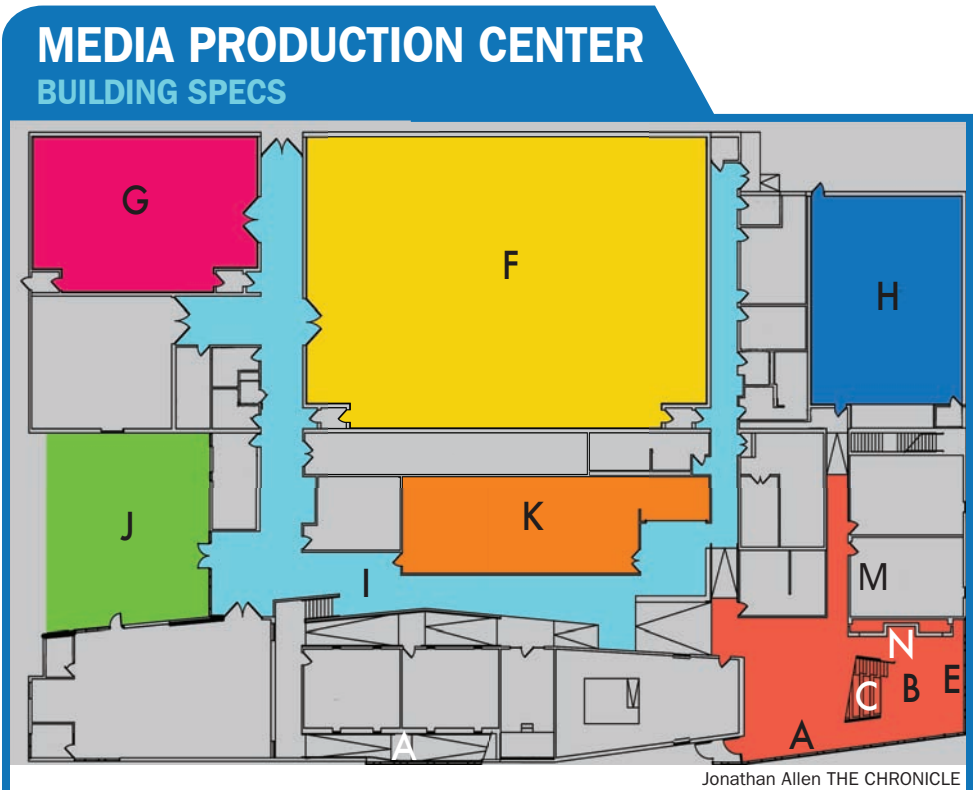 MEDIA PRODUCTION CENTER
BUILDING SPECS
G
F
H
K
J
I
M
N
E
B
C
A
A
Jonathan Allen THE CHRONICLE